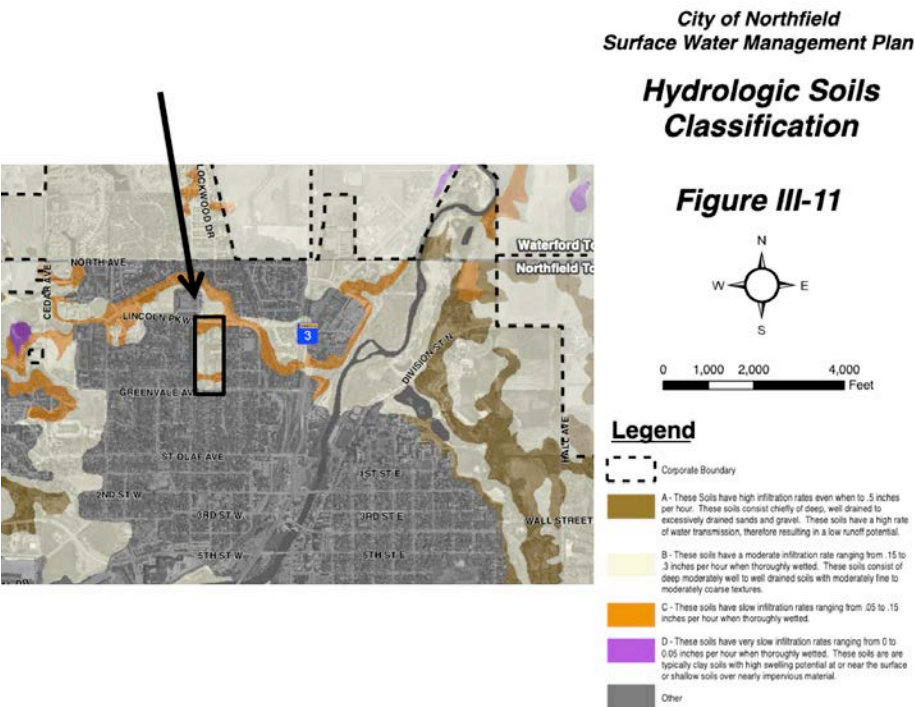 City of Northfield
Surface Water Management Plan
Hydrologic Soils
Classification
Figure III-11
N
W
E
S
0 1,000 2,000 4,000
Feet
Legend
Corporate Boundary
A - These Soils have high infiltration rates even when to .5 inches
per hour. These soils consist chiefly of deep, well drained to
excessively drained sands and gravel. These soils have a high rate
of water transmission, therefore resulting in a low runoff potential.
B - These soils have a moderate infiltration rate ranging from .15 to
.3 inches per hour when thoroughly wetted. These soils consist of
deep moderately well to well drained soils with moderately fine to
moderately coarse textures.
C - These soils have slow infiltration rates ranging from .05 to .15
inches per hour when thoroughly wetted.
D - These soils have very slow infiltration rates ranging from 0 to
0.05 inches per hour when thoroughly wetted. These soils are are
typically clay soils with high swelling potential at or near the surface
or shallow soils over nearly impervious material.
Other
LOCKWOOD DR
Waterford To
Northfield To
NORTH AVE
CEDAR AVE
LINCOLN PKW
3
DIVISION ST N
GREENVALE AV
HALL AVE
ST OLAF AVE
1ST ST E
2ND ST W
3RD ST W
3RD ST E
WALL STREET
5TH ST W
5TH ST E